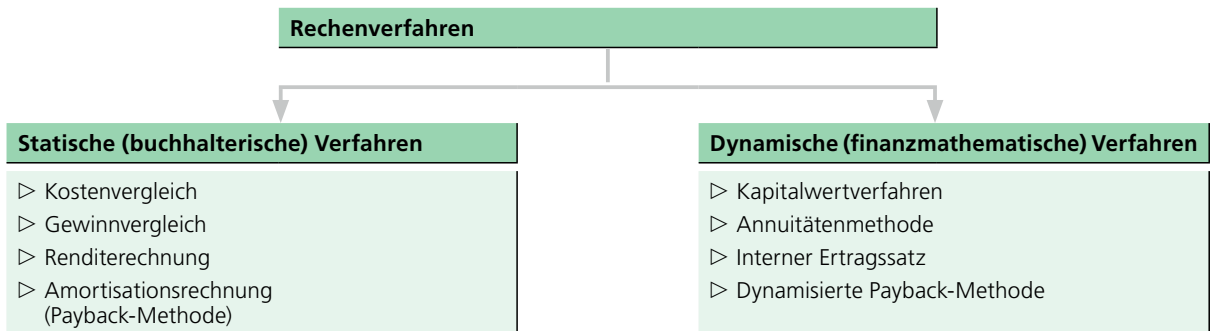 Rechenverfahren
Statische (buchhalterische) Verfahren
▷ Kostenvergleich
▷ Gewinnvergleich
▷ Renditerechnung
▷ Amortisationsrechnung
(Payback-Methode)
Dynamische (finanzmathematische) Verfahren
▷ Kapitalwertverfahren
▷ Annuitätenmethode
▷ Interner Ertragssatz
▷ Dynamisierte Payback-Methode